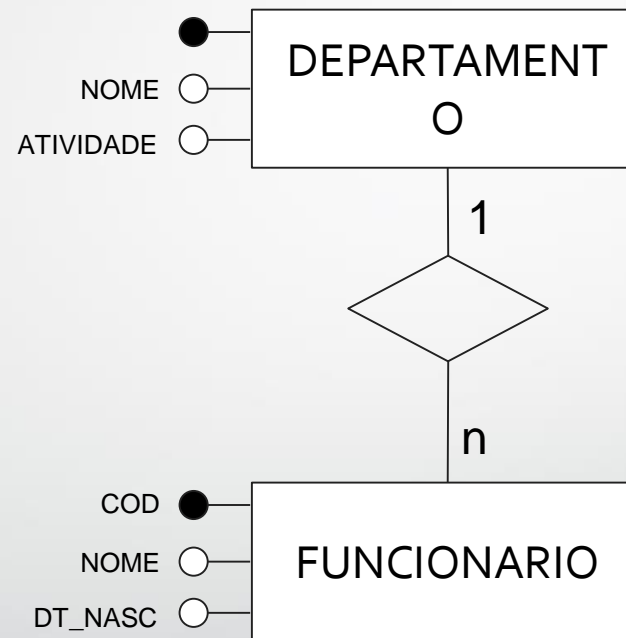 DEPARTAMENT
O
NOME
ATIVIDADE
1
n
COD
NOME
DT_NASC
FUNCIONARIO